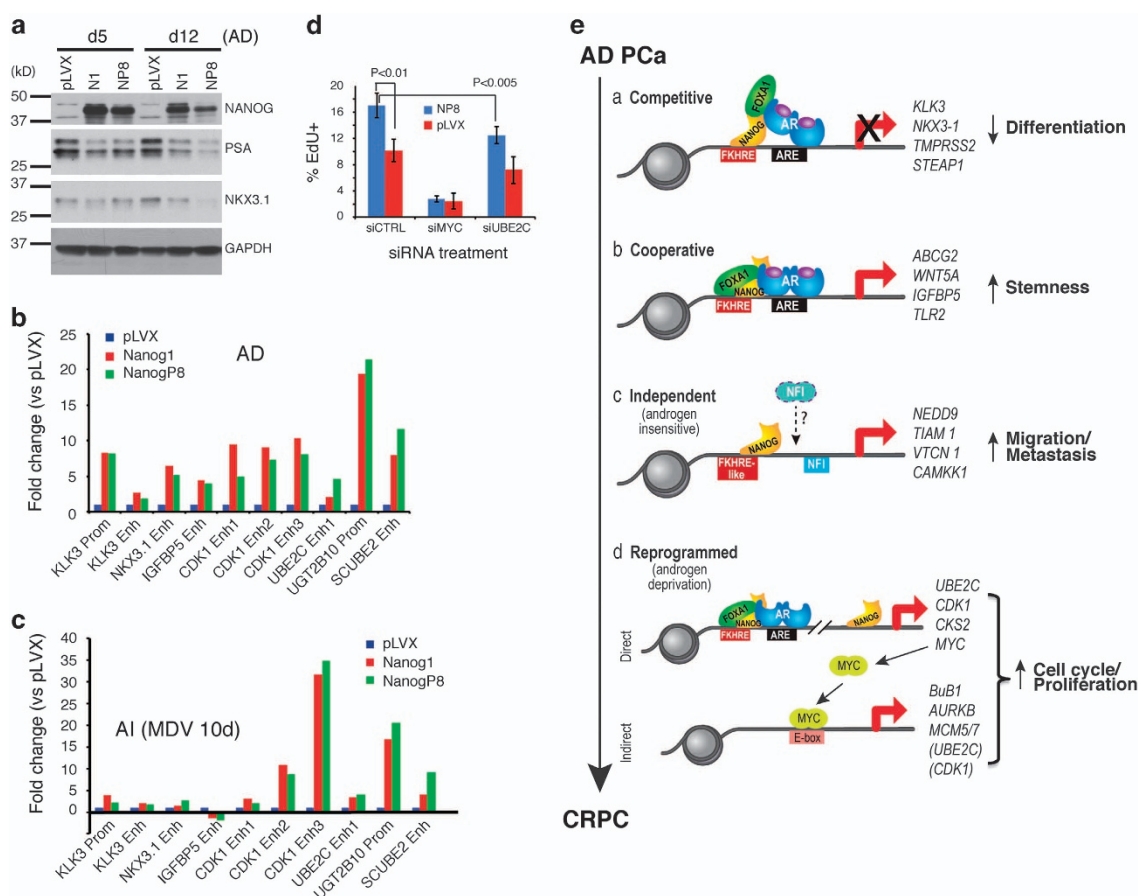 a
d5
d12
(AD)
(kD)
pLVX
N1
NP8
pLVX
N1
NP8
50
37
NANOG
25
PSA
37
25
NKX3.1
37
GAPDH
b
Fold change (vs pLVX)
25
20
15
10
5
0
pLVX
Nanog1
NanogP8
AD
KLK3 Prom
KLK3 Enh
NKX3.1 Enh
IGFBP5 Enh
CDK1 Enh1
CDK1 Enh2
CDK1 Enh3
UBE2C Enh1
UGT2B10 Prom
SCUBE2 Enh
c
Fold change (vs pLVX)
40
35
30
25
20
15
10
5
0
pLVX
Nanog1
NanogP8
AI (MDV 10d)
KLK3 Prom
KLK3 Enh
NKX3.1 Enh
IGFBP5 Enh
CDK1 Enh1
CDK1 Enh2
CDK1 Enh3
UBE2C Enh1
UGT2B10 Prom
SCUBE2 Enh
d
P<0.01
P<0.005
% EdU+
20
16
12
8
4
0
NP8
pLVX
siCTRL
siMYC
siUBE2C
siRNA treatment
e
AD PCa
a Competitive
FOXA1
NANOG
AR
FKHRE
ARE
X
KLK3
NKX3-1
TMPRSS2
STEAP1
↓ Differentiation
b Cooperative
FOXA1
NANOG
AR
FKHRE
ARE
ABCG2
WNT5A
IGFBP5
TLR2
↑ Stemness
c Independent
(androgen
insensitive)
NFI
?
NANOG
FKHRE-
like
NFI
NEDD9
TIAM 1
VTCN 1
CAMKK1
↑ Migration/
Metastasis
d Reprogrammed
(androgen
deprivation)
Direct
FOXA1
NANOG
AR
NANOG
FKHRE
ARE
UBE2C
CDK1
CKS2
MYC
MYC
Indirect
MYC
E-box
BuB1
AURKB
MCM5/7
(UBE2C)
(CDK1)
↑ Cell cycle/
Proliferation
CRPC